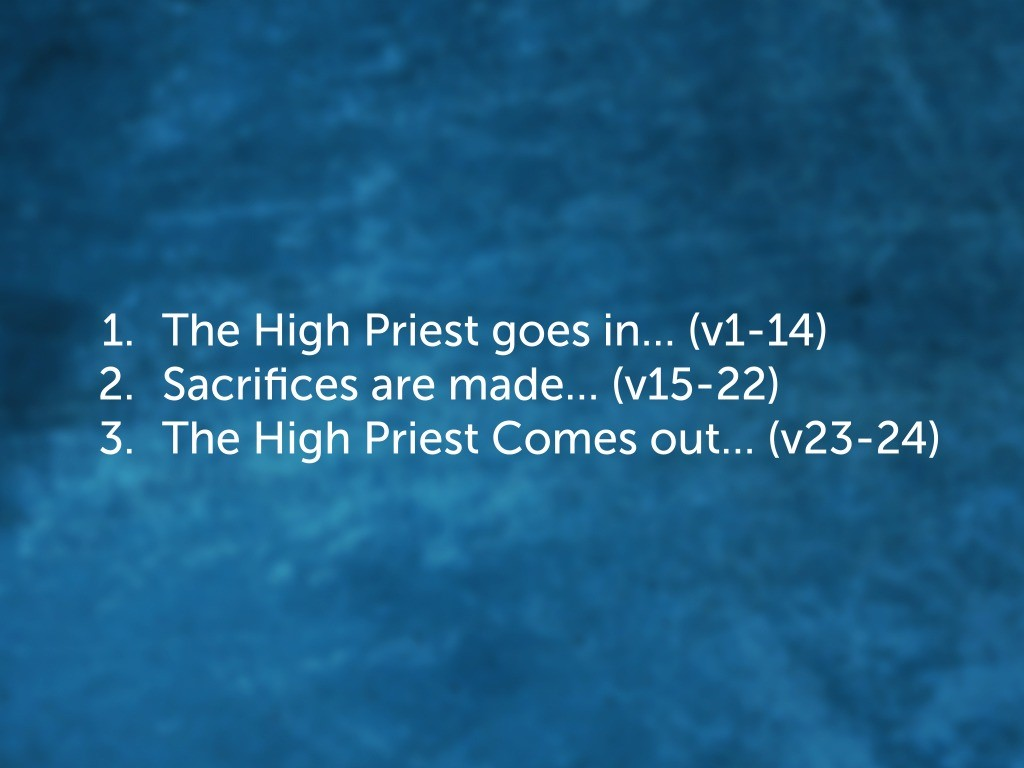 1. The High Priest goes in... (v1-14)
2. Sacrifices are made... (v15-22)
3. The High Priest Comes out... (v23-24)